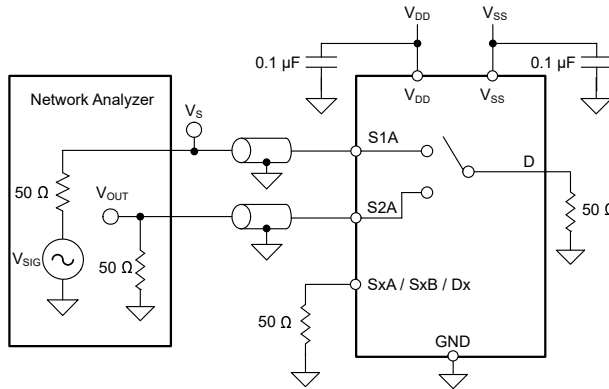 V_DD
V_SS
0.1 µF
0.1 µF
V_DD
V_SS
Network Analyzer
V_S
S1A
D
50 Ω
V_OUT
50 Ω
S2A
V_SIG
50 Ω
SxA / SxB / Dx
50 Ω
GND